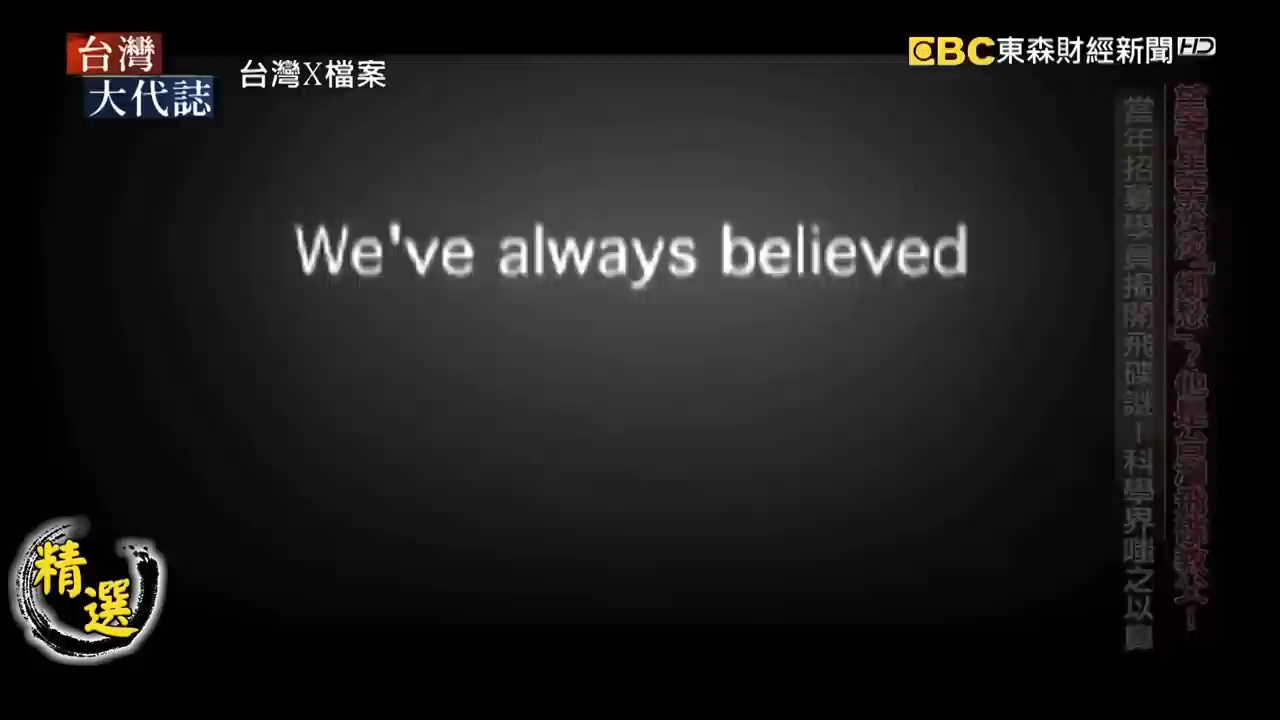 台灣
大代誌
台灣X檔案
EBC東森財經新聞HD
We've always believed
當年招募學員揭開飛碟謎!科學界嗤之以鼻
精選